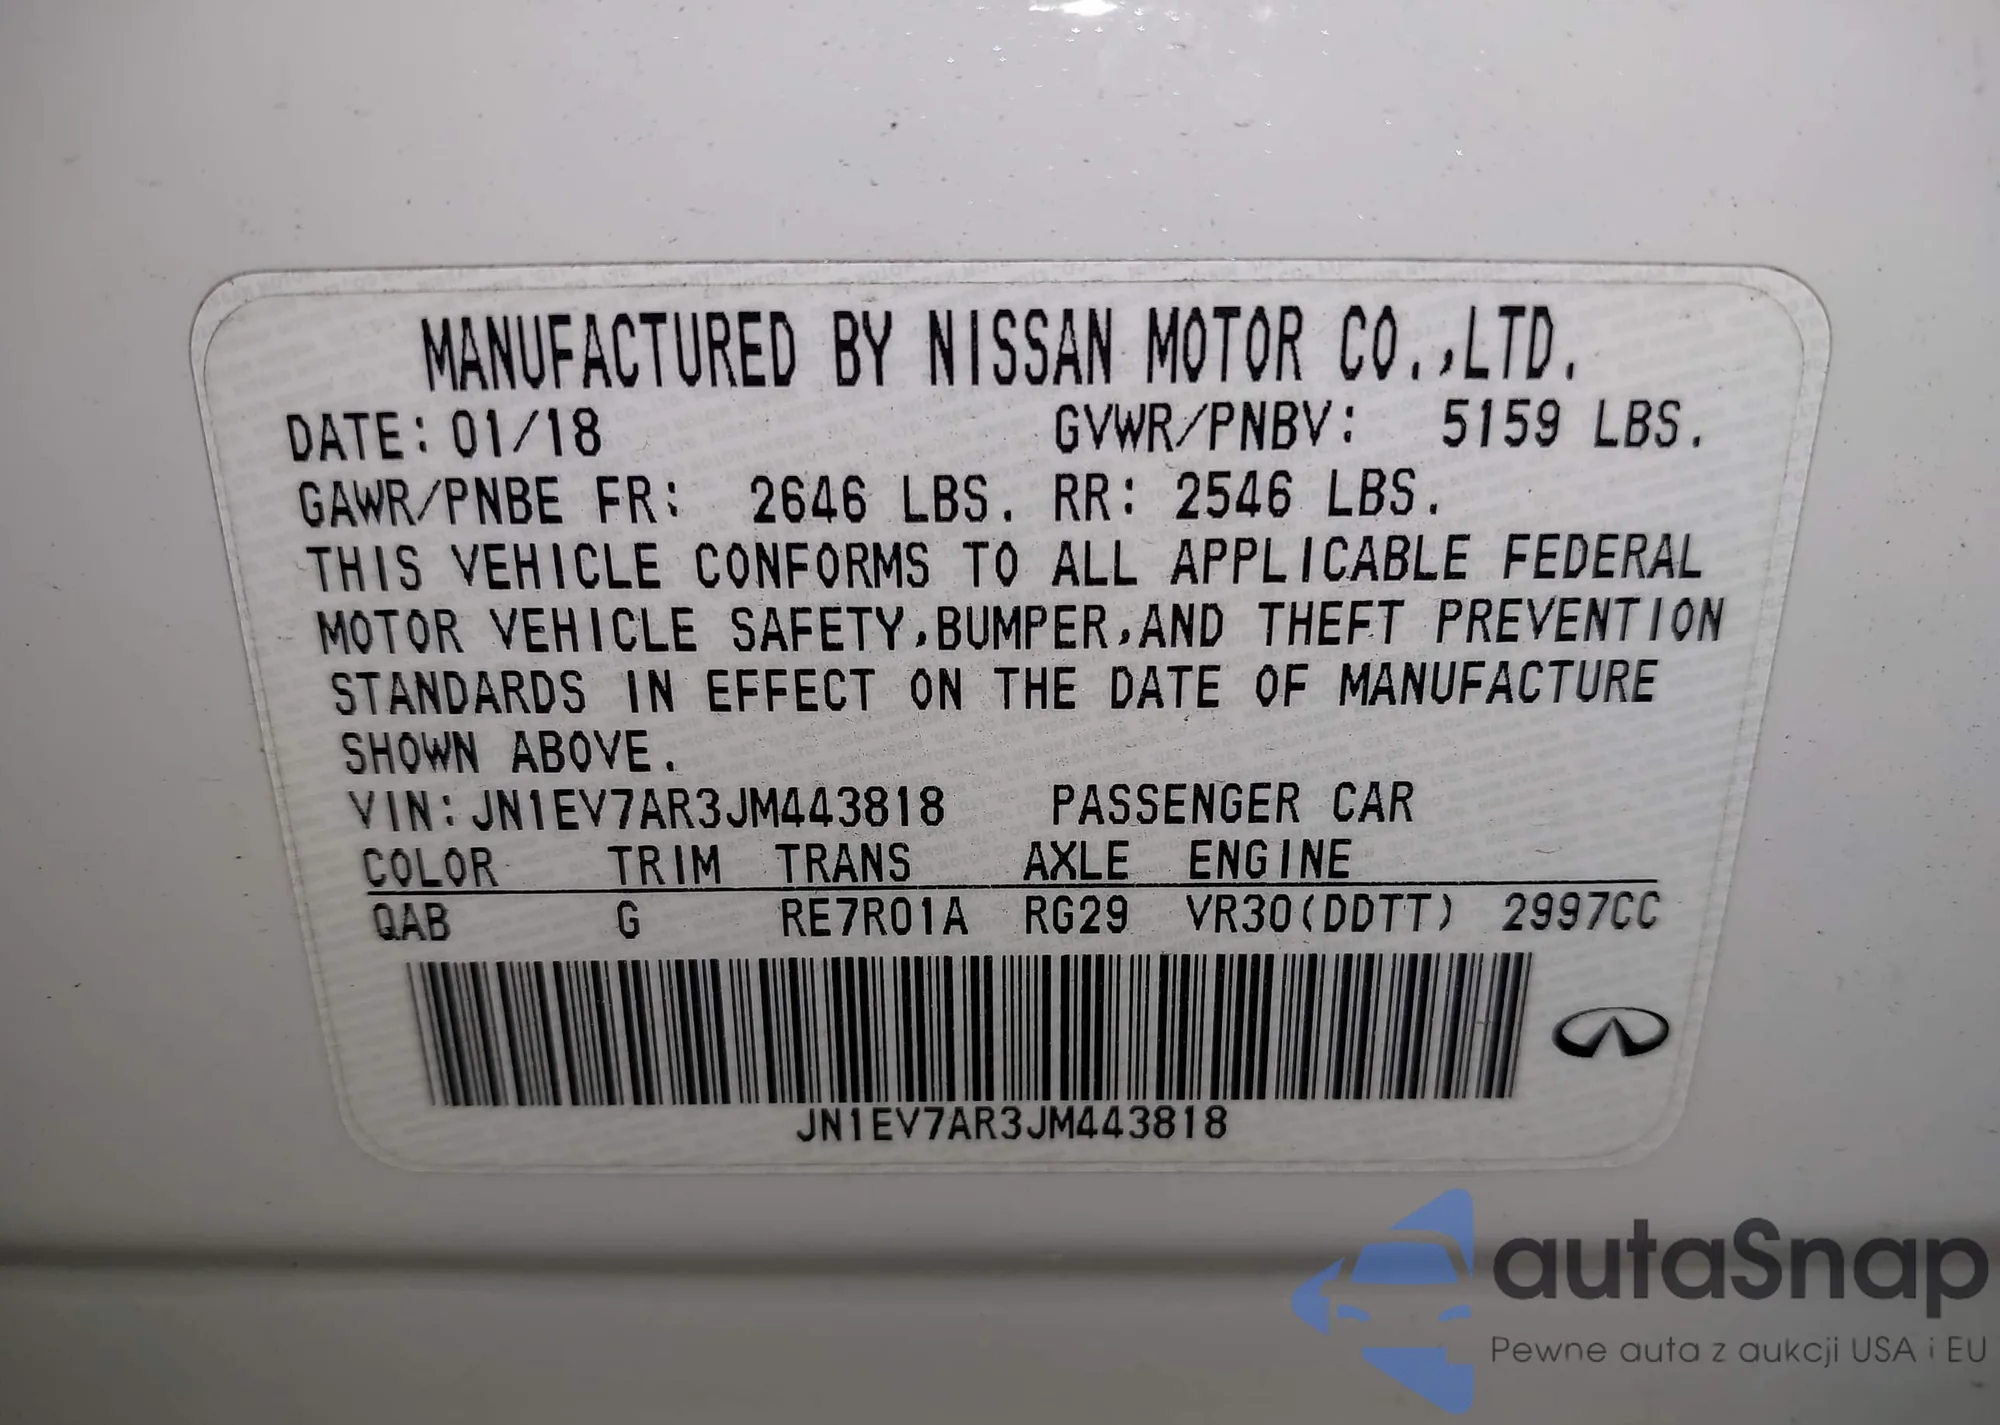 MANUFACTURED BY NISSAN MOTOR CO.,LTD.
DATE: 01/18 GVWR/PNBV: 5159 LBS.
GAWR/PNBE FR: 2646 LBS. RR: 2546 LBS.
THIS VEHICLE CONFORMS TO ALL APPLICABLE FEDERAL
MOTOR VEHICLE SAFETY,BUMPER,AND THEFT PREVENTION
STANDARDS IN EFFECT ON THE DATE OF MANUFACTURE
SHOWN ABOVE.
VIN: JN1EV7AR3JM443818 PASSENGER CAR
COLOR TRIM TRANS AXLE ENGINE
QAB G RE7R01A RG29 VR30(DDTT) 2997CC
JN1EV7AR3JM443818
autaSnap
Pewne auta z aukcji USA i EU